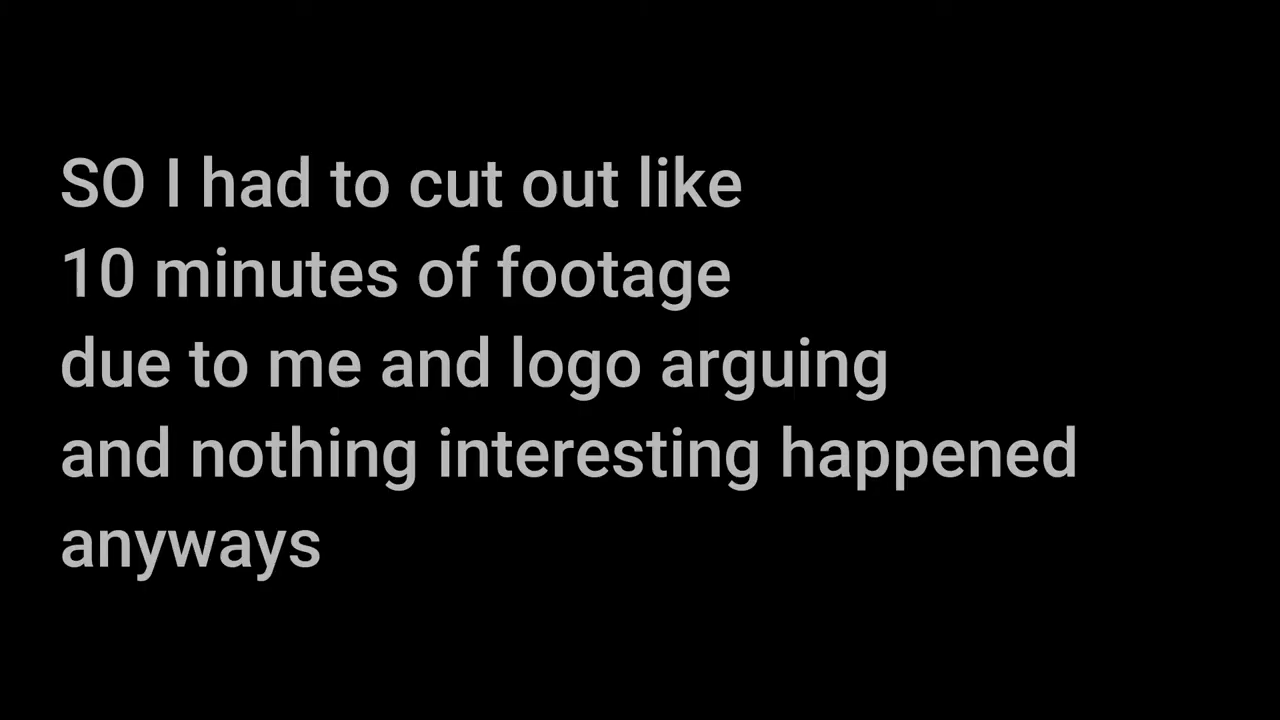 SO I had to cut out like
10 minutes of footage
due to me and logo arguing
and nothing interesting happened
anyways